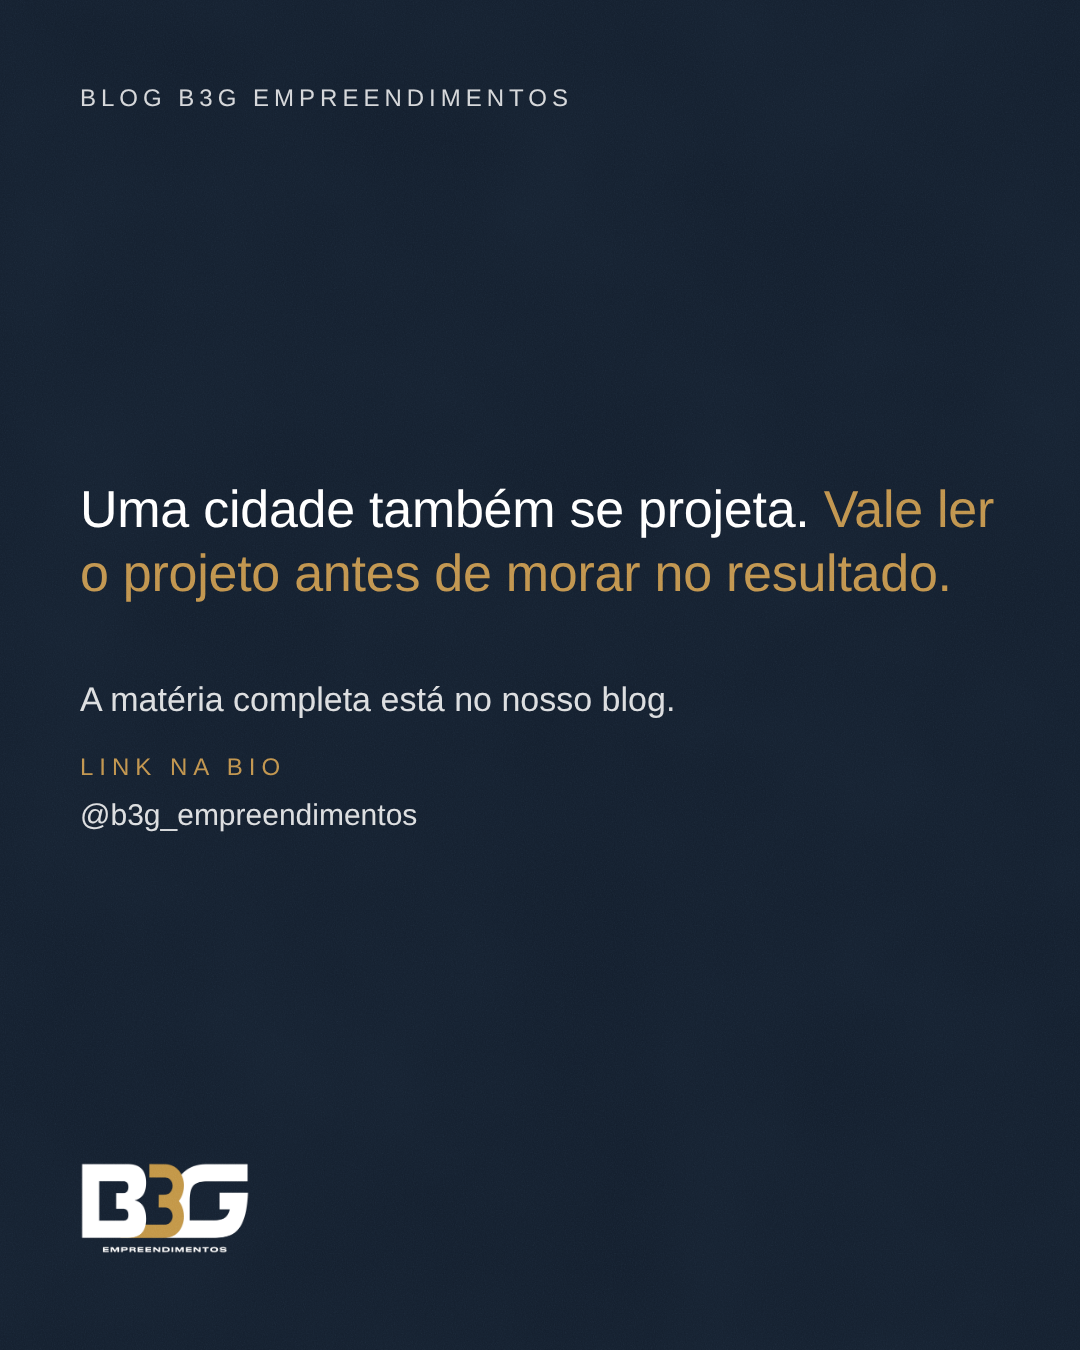 BLOG B3G EMPREENDIMENTOS
Uma cidade também se projeta. Vale ler
o projeto antes de morar no resultado.
A matéria completa está no nosso blog.
LINK NA BIO
@b3g_empreendimentos
B3G
EMPREENDIMENTOS